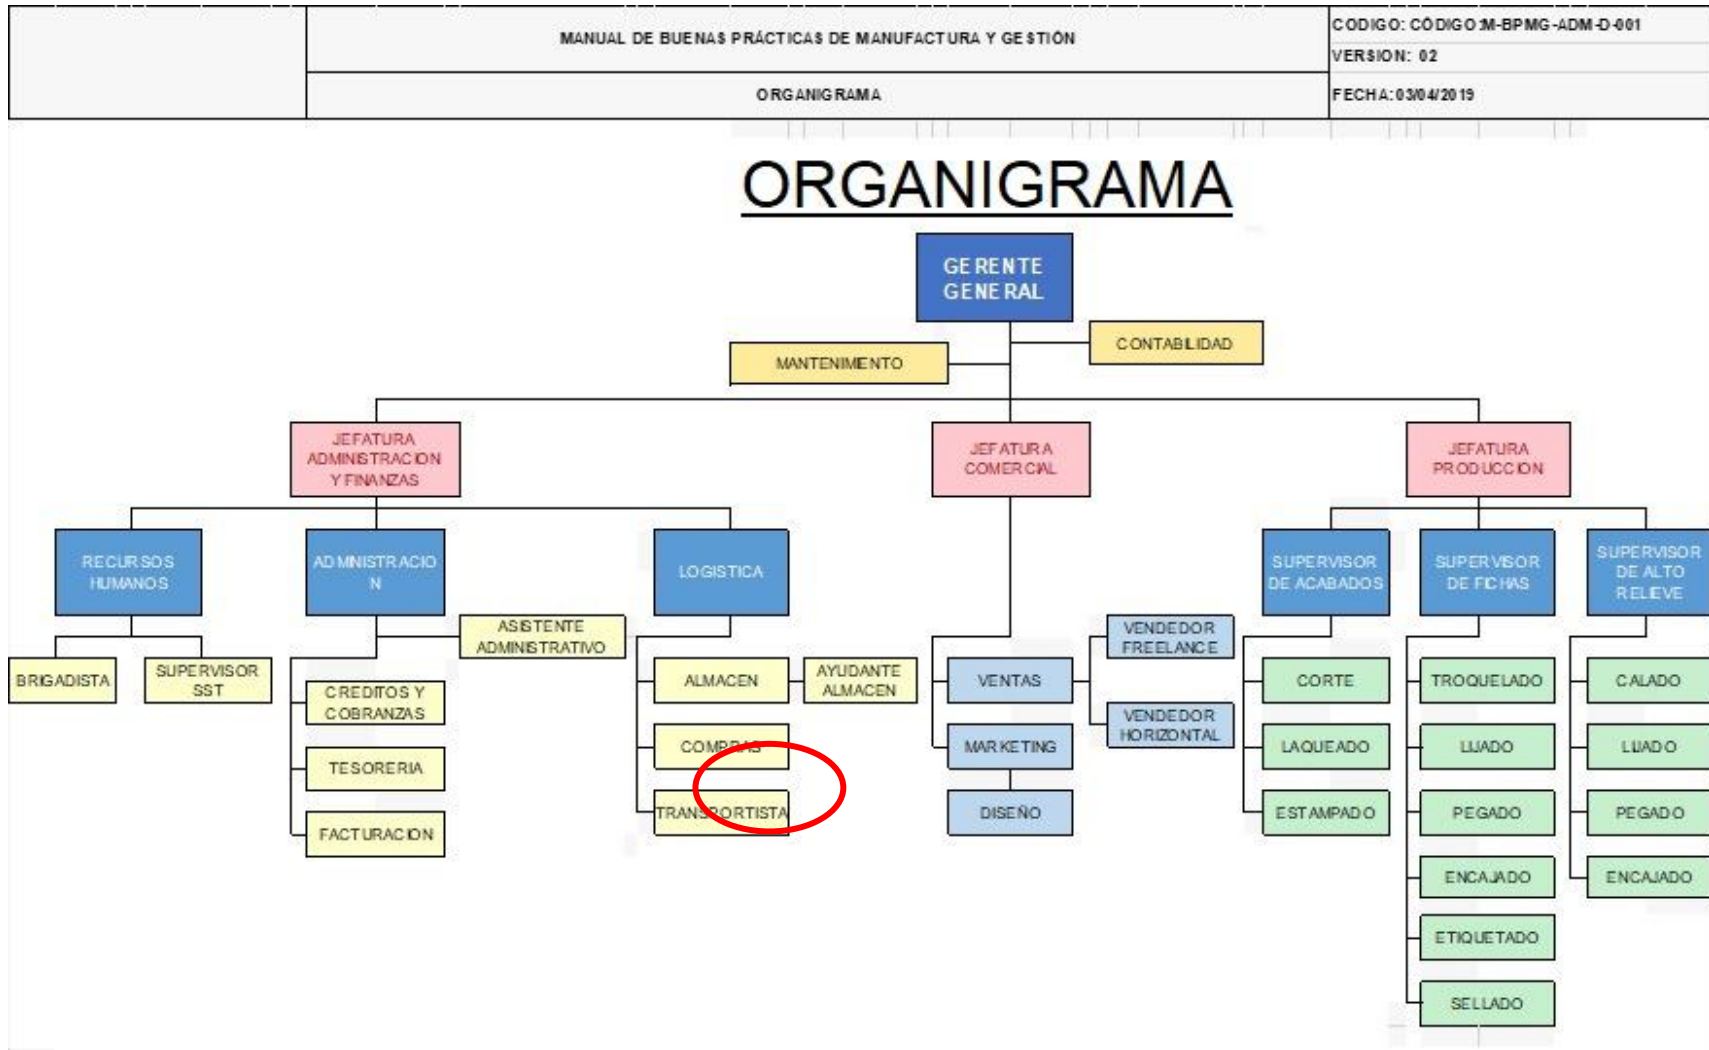 MANUAL DE BUENAS PRÁCTICAS DE MANUFACTURA Y GESTIÓN
CODIGO: CÓDIGO:M-BPMG-ADM-D-001
VERSION: 02
ORGANIGRAMA
FECHA:03/04/2019
ORGANIGRAMA
GERENTE
GENERAL
CONTABILIDAD
MANTENIMIENTO
JEFATURA
ADMINISTRACION
Y FINANZAS
JEFATURA
COMERCIAL
JEFATURA
PRODUCCION
RECURSOS
HUMANOS
ADMINISTRACIO
N
LOGISTICA
SUPERVISOR
DE ACABADOS
SUPERVISOR
DE FICHAS
SUPERVISOR
DE ALTO
RELIEVE
ASISTENTE
ADMINISTRATIVO
VENDEDOR
FREELANCE
BRIGADISTA
SUPERVISOR
SST
CREDITOS Y
COBRANZAS
ALMACEN
AYUDANTE
ALMACEN
VENTAS
VENDEDOR
HORIZONTAL
CORTE
TROQUELADO
CALADO
TESORERIA
COMPRAS
MARKETING
LAQUEADO
LIJADO
LIJADO
FACTURACION
TRANSPORTISTA
DISEÑO
ESTAMPADO
PEGADO
PEGADO
ENCAJADO
ENCAJADO
ETIQUETADO
SELLADO